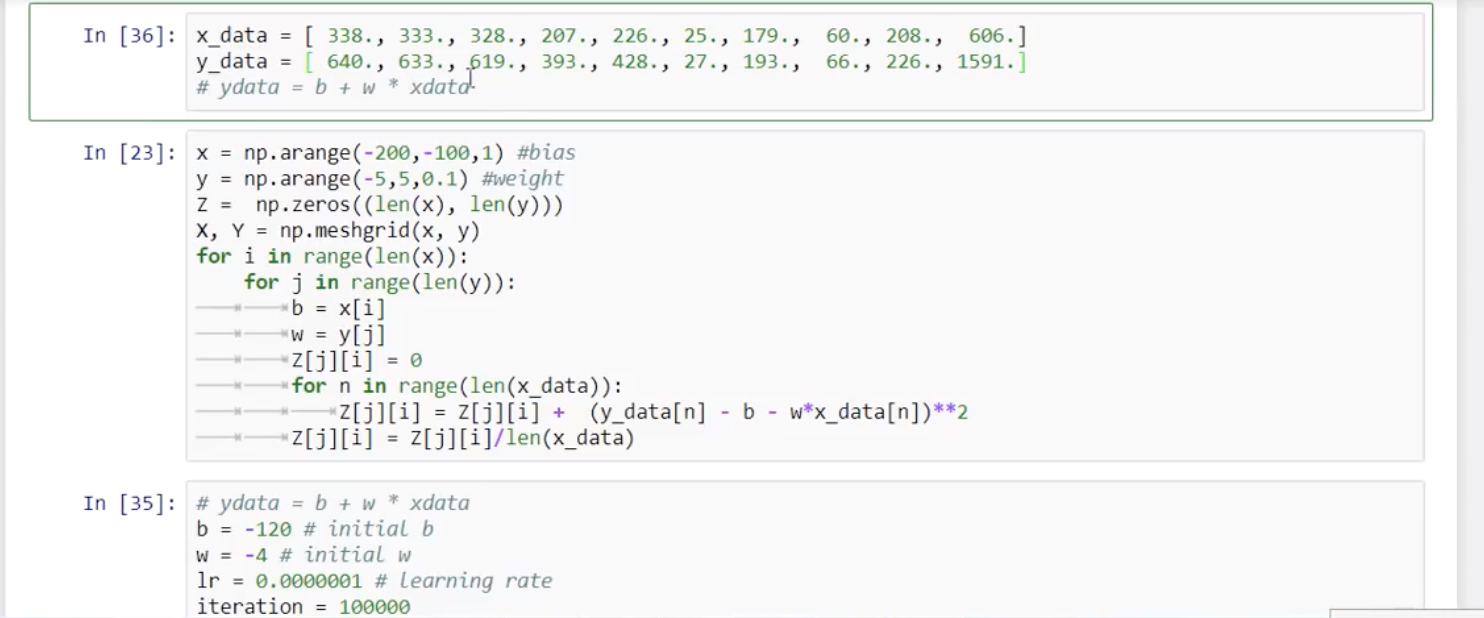 In [36]: x_data = [ 338., 333., 328., 207., 226., 25., 179., 60., 208., 606.]
y_data = [ 640., 633., 619., 393., 428., 27., 193., 66., 226., 1591.]
# ydata = b + w * xdata
In [23]: x = np.arange(-200,-100,1) #bias
y = np.arange(-5,5,0.1) #weight
Z = np.zeros((len(x), len(y)))
X, Y = np.meshgrid(x, y)
for i in range(len(x)):
for j in range(len(y)):
b = x[i]
w = y[j]
Z[j][i] = 0
for n in range(len(x_data)):
Z[j][i] = Z[j][i] + (y_data[n] - b - w*x_data[n])**2
Z[j][i] = Z[j][i]/len(x_data)
In [35]: # ydata = b + w * xdata
b = -120 # initial b
w = -4 # initial w
lr = 0.0000001 # learning rate
iteration = 100000